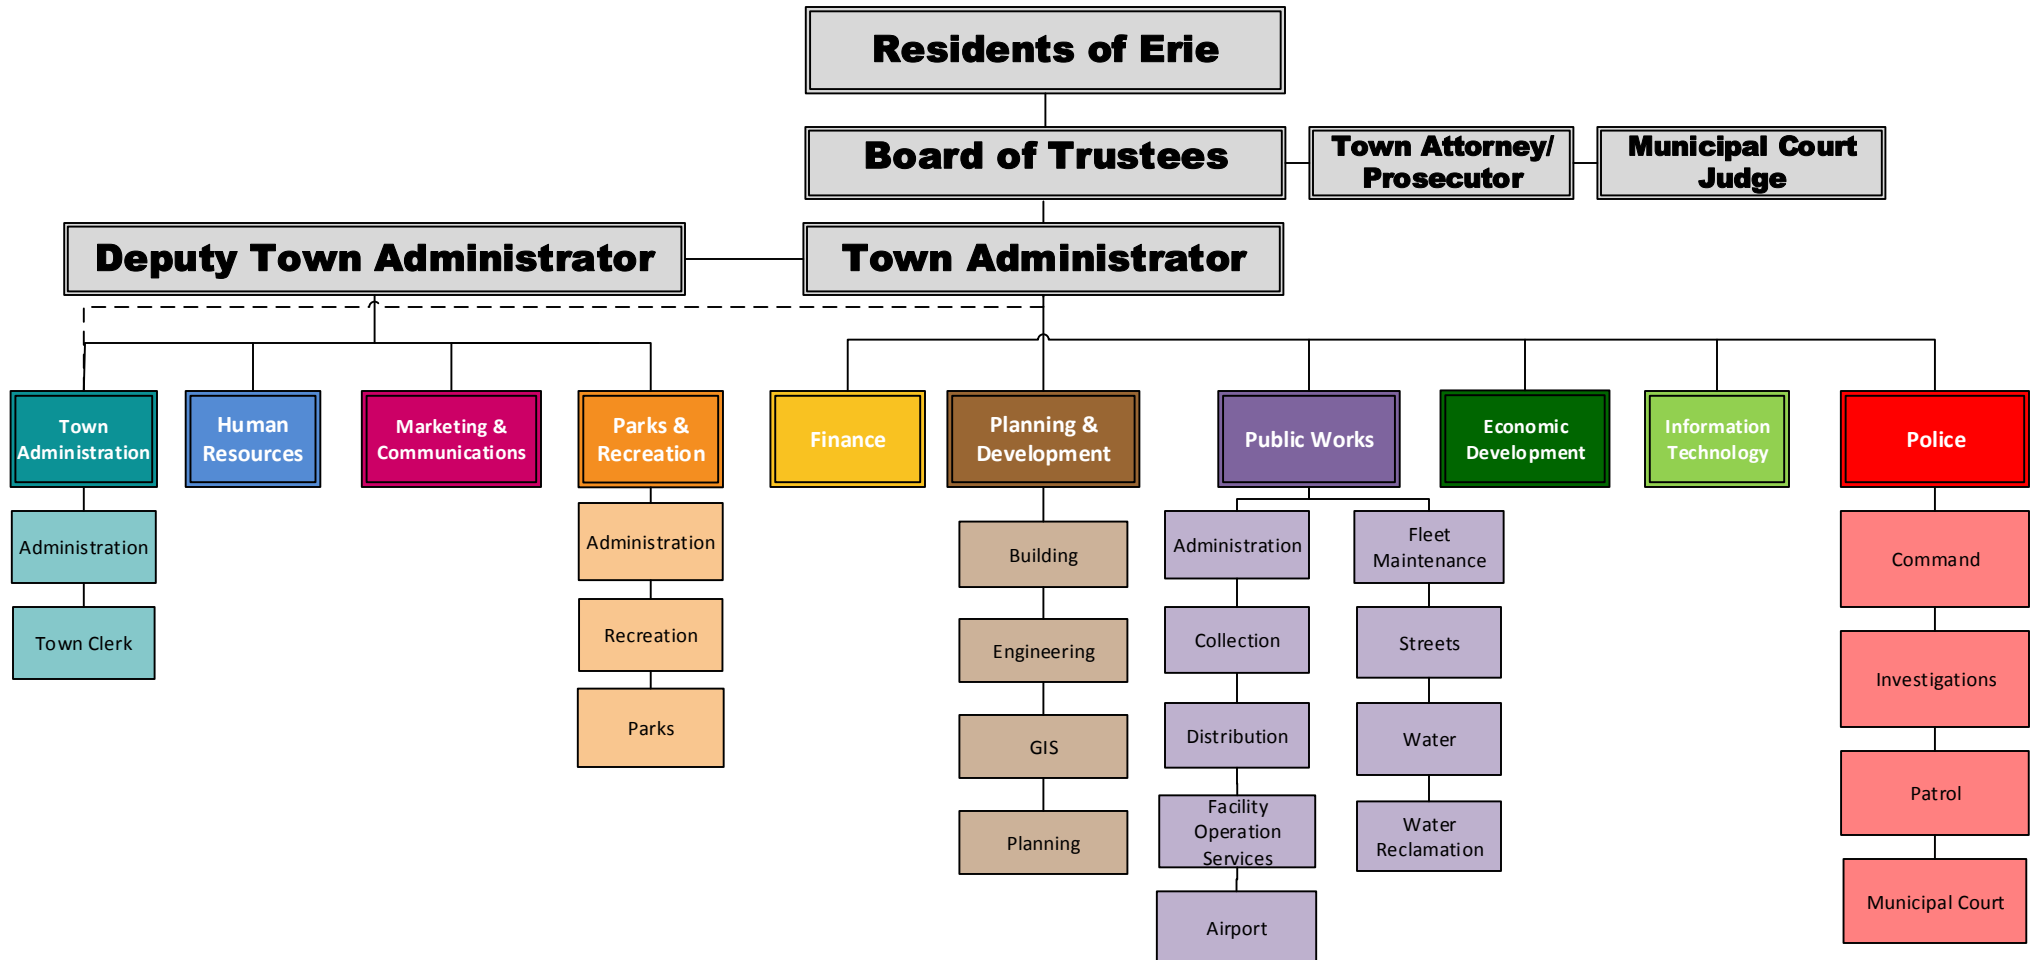 Residents of Erie
Board of Trustees
Town Attorney/
Prosecutor
Municipal Court
Judge
Deputy Town Administrator
Town Administrator
Town
Administration
Human
Resources
Marketing &
Communications
Parks &
Recreation
Finance
Planning &
Development
Public Works
Economic
Development
Information
Technology
Police
Administration
Town Clerk
Administration
Recreation
Parks
Building
Engineering
GIS
Planning
Administration
Collection
Distribution
Facility
Operation
Services
Airport
Fleet
Maintenance
Streets
Water
Water
Reclamation
Command
Investigations
Patrol
Municipal Court